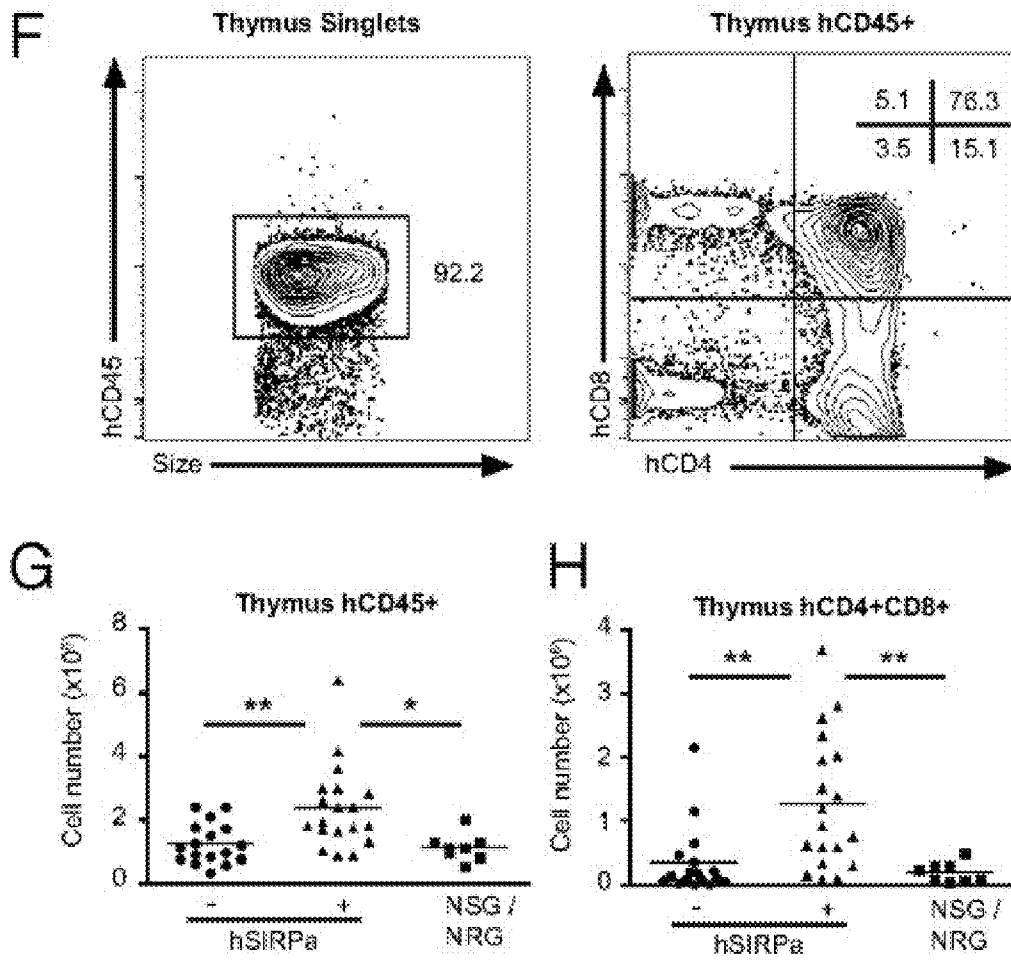 F
Thymus Singlets
Thymus hCD45+
hCD45
92.2
Size
hCD8
5.1 76.3
3.5 15.1
hCD4
G
Thymus hCD45+
Cell number (x10⁶)
8
6
4
2
0
**
*
- +
hSIRPa
NSG /
NRG
H
Thymus hCD4+CD8+
Cell number (x10⁶)
4
3
2
1
0
**
**
- +
hSIRPa
NSG /
NRG